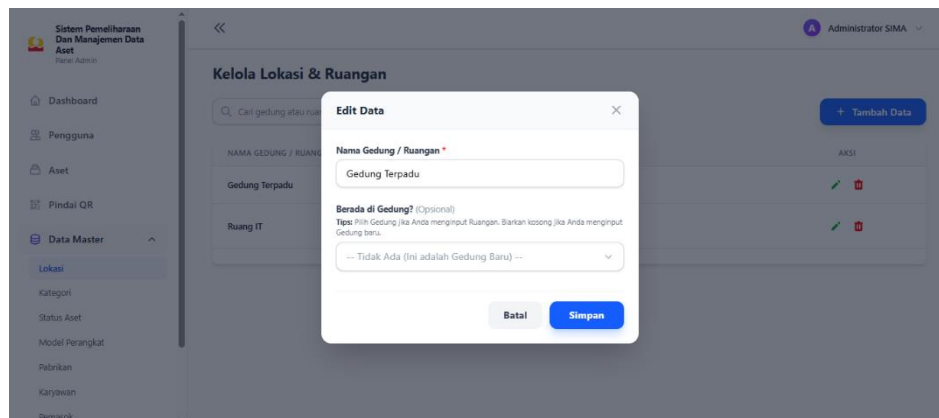 Sistem Pemeliharaan
Dan Manajemen Data
Aset
Panel Admin
A Administrator SIMA
Kelola Lokasi & Ruangan
Dashboard
Pengguna
Aset
Pindai QR
Data Master
Lokasi
Kategori
Status Aset
Model Perangkat
Pabrikan
Karyawan
Pemasok
Cari gedung atau ruan
+ Tambah Data
NAMA GEDUNG / RUANG
AKSI
Gedung Terpadu
Ruang IT
Edit Data
Nama Gedung / Ruangan *
Gedung Terpadu
Berada di Gedung? (Opsional)
Tips: Pilih Gedung jika Anda menginput Ruangan. Biarkan kosong jika Anda menginput
Gedung baru.
-- Tidak Ada (Ini adalah Gedung Baru) --
Batal
Simpan